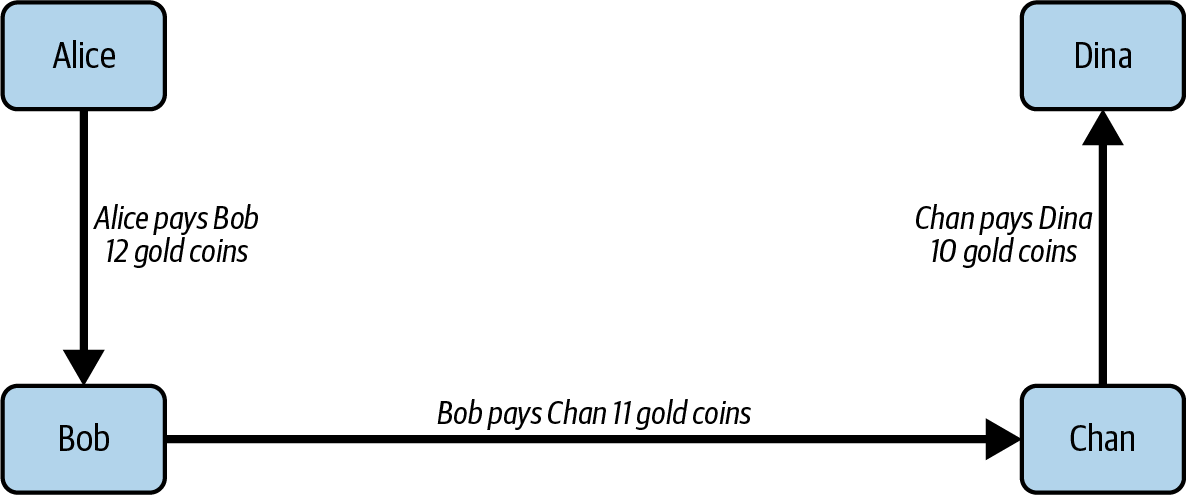 Alice
Dina
Alice pays Bob
12 gold coins
Chan pays Dina
10 gold coins
Bob pays Chan 11 gold coins
Bob
Chan